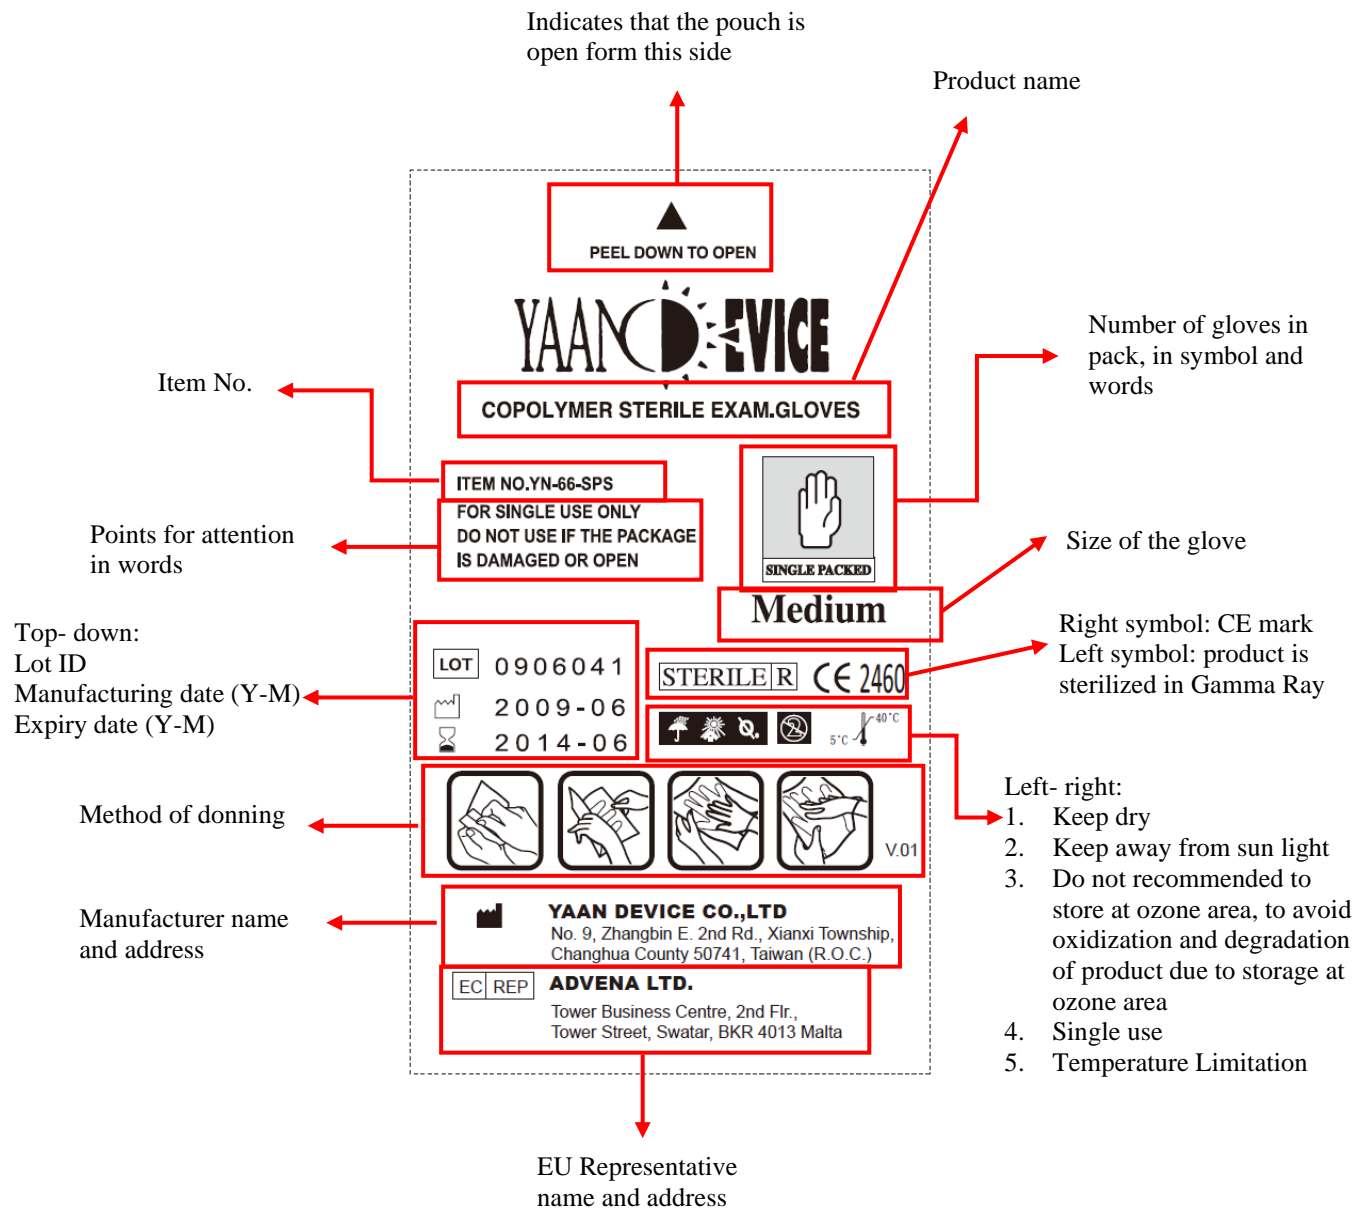 Indicates that the pouch is
open form this side
Product name
PEEL DOWN TO OPEN
YAAN DEVICE
Number of gloves in
pack, in symbol and
words
Item No.
COPOLYMER STERILE EXAM.GLOVES
ITEM NO.YN-66-SPS
FOR SINGLE USE ONLY
DO NOT USE IF THE PACKAGE
IS DAMAGED OR OPEN
SINGLE PACKED
Points for attention
in words
Size of the glove
Medium
Top- down:
Lot ID
Manufacturing date (Y-M)
Expiry date (Y-M)
LOT 0906041
2009-06
2014-06
STERILE R CE 2460
Right symbol: CE mark
Left symbol: product is
sterilized in Gamma Ray
2 5°C 40°C
Method of donning
V.01
Left- right:
1. Keep dry
2. Keep away from sun light
3. Do not recommended to
store at ozone area, to avoid
oxidization and degradation
of product due to storage at
ozone area
4. Single use
5. Temperature Limitation
Manufacturer name
and address
YAAN DEVICE CO.,LTD
No. 9, Zhangbin E. 2nd Rd., Xianxi Township,
Changhua County 50741, Taiwan (R.O.C.)
EC REP ADVENA LTD.
Tower Business Centre, 2nd Flr.,
Tower Street, Swatar, BKR 4013 Malta
EU Representative
name and address